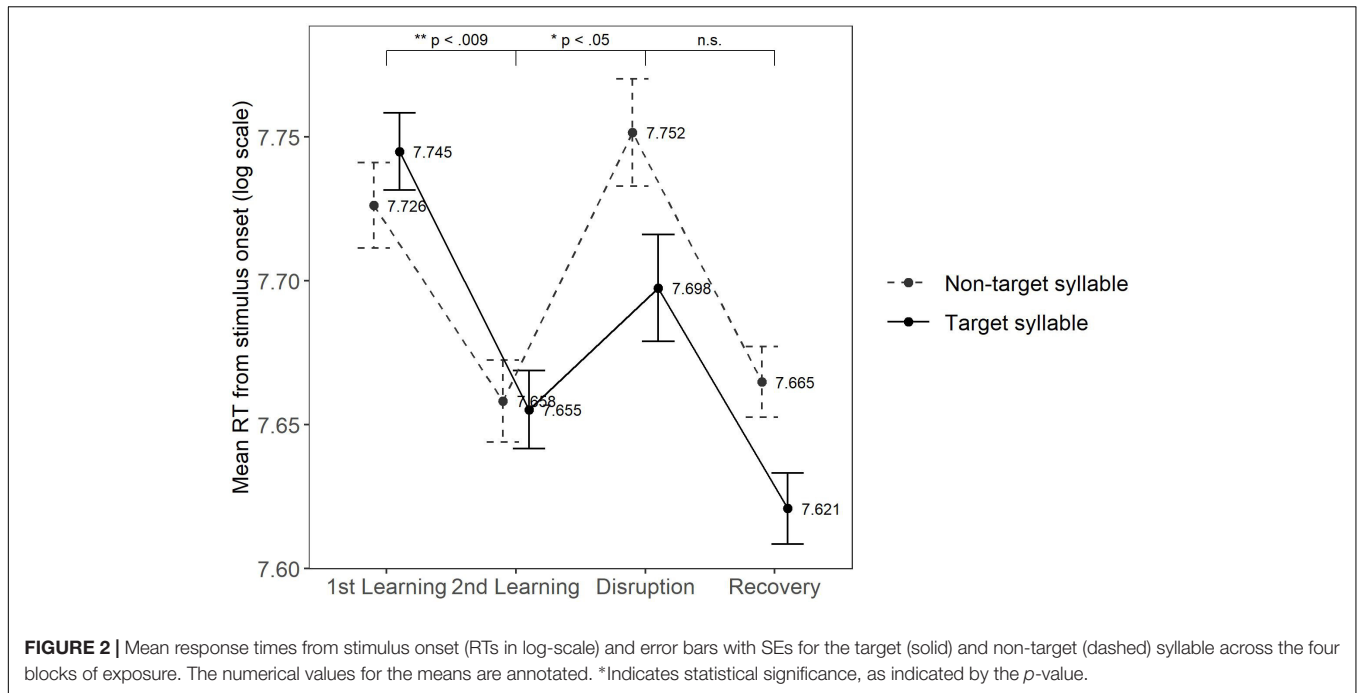 ** p < .009
* p < .05
n.s.
Mean RT from stimulus onset (log scale)
7.75
7.70
7.65
7.60
7.745
7.726
7.658
7.655
7.752
7.698
7.665
7.621
1st Learning 2nd Learning Disruption Recovery
Non-target syllable
Target syllable
FIGURE 2 | Mean response times from stimulus onset (RTs in log-scale) and error bars with SEs for the target (solid) and non-target (dashed) syllable across the four
blocks of exposure. The numerical values for the means are annotated. *Indicates statistical significance, as indicated by the p-value.